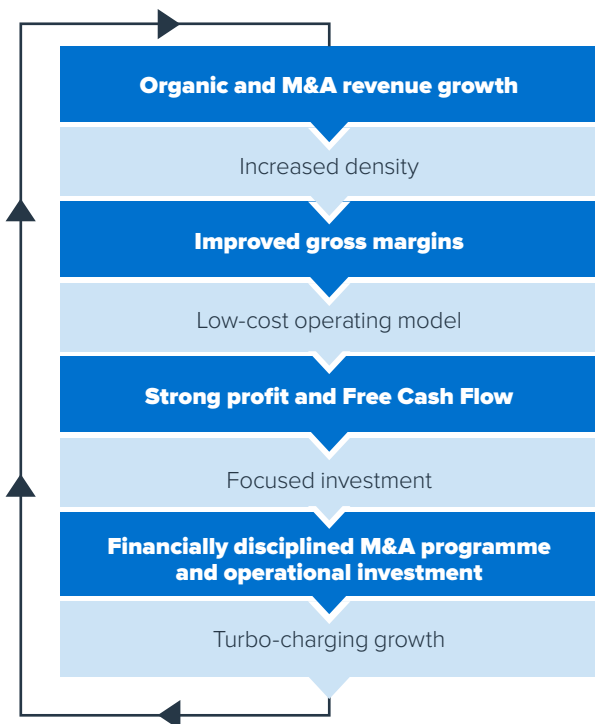 Organic and M&A revenue growth
Increased density
Improved gross margins
Low-cost operating model
Strong profit and Free Cash Flow
Focused investment
Financially disciplined M&A programme
and operational investment
Turbo-charging growth